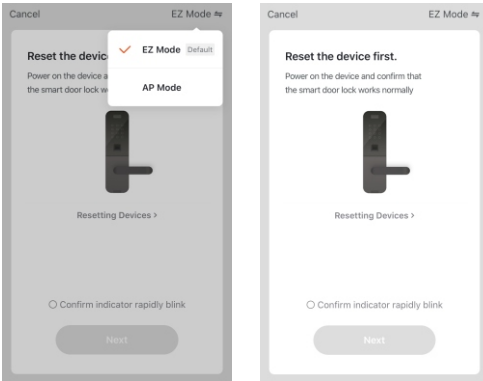 Cancel
EZ Mode ⇋
EZ Mode Default
AP Mode
Reset the devic
Power on the device a
the smart door lock w
Resetting Devices >
Confirm indicator rapidly blink
Next
Cancel
EZ Mode ⇋
Reset the device first.
Power on the device and confirm that
the smart door lock works normally
Resetting Devices >
Confirm indicator rapidly blink
Next